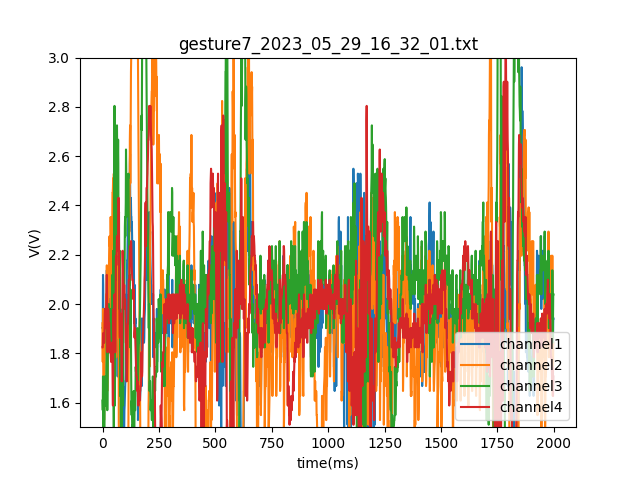 gesture7_2023_05_29_16_32_01.txt
3.0
2.8
2.6
2.4
2.2
2.0
1.8
1.6
V(V)
channel1
channel2
channel3
channel4
0 250 500 750 1000 1250 1500 1750 2000
time(ms)